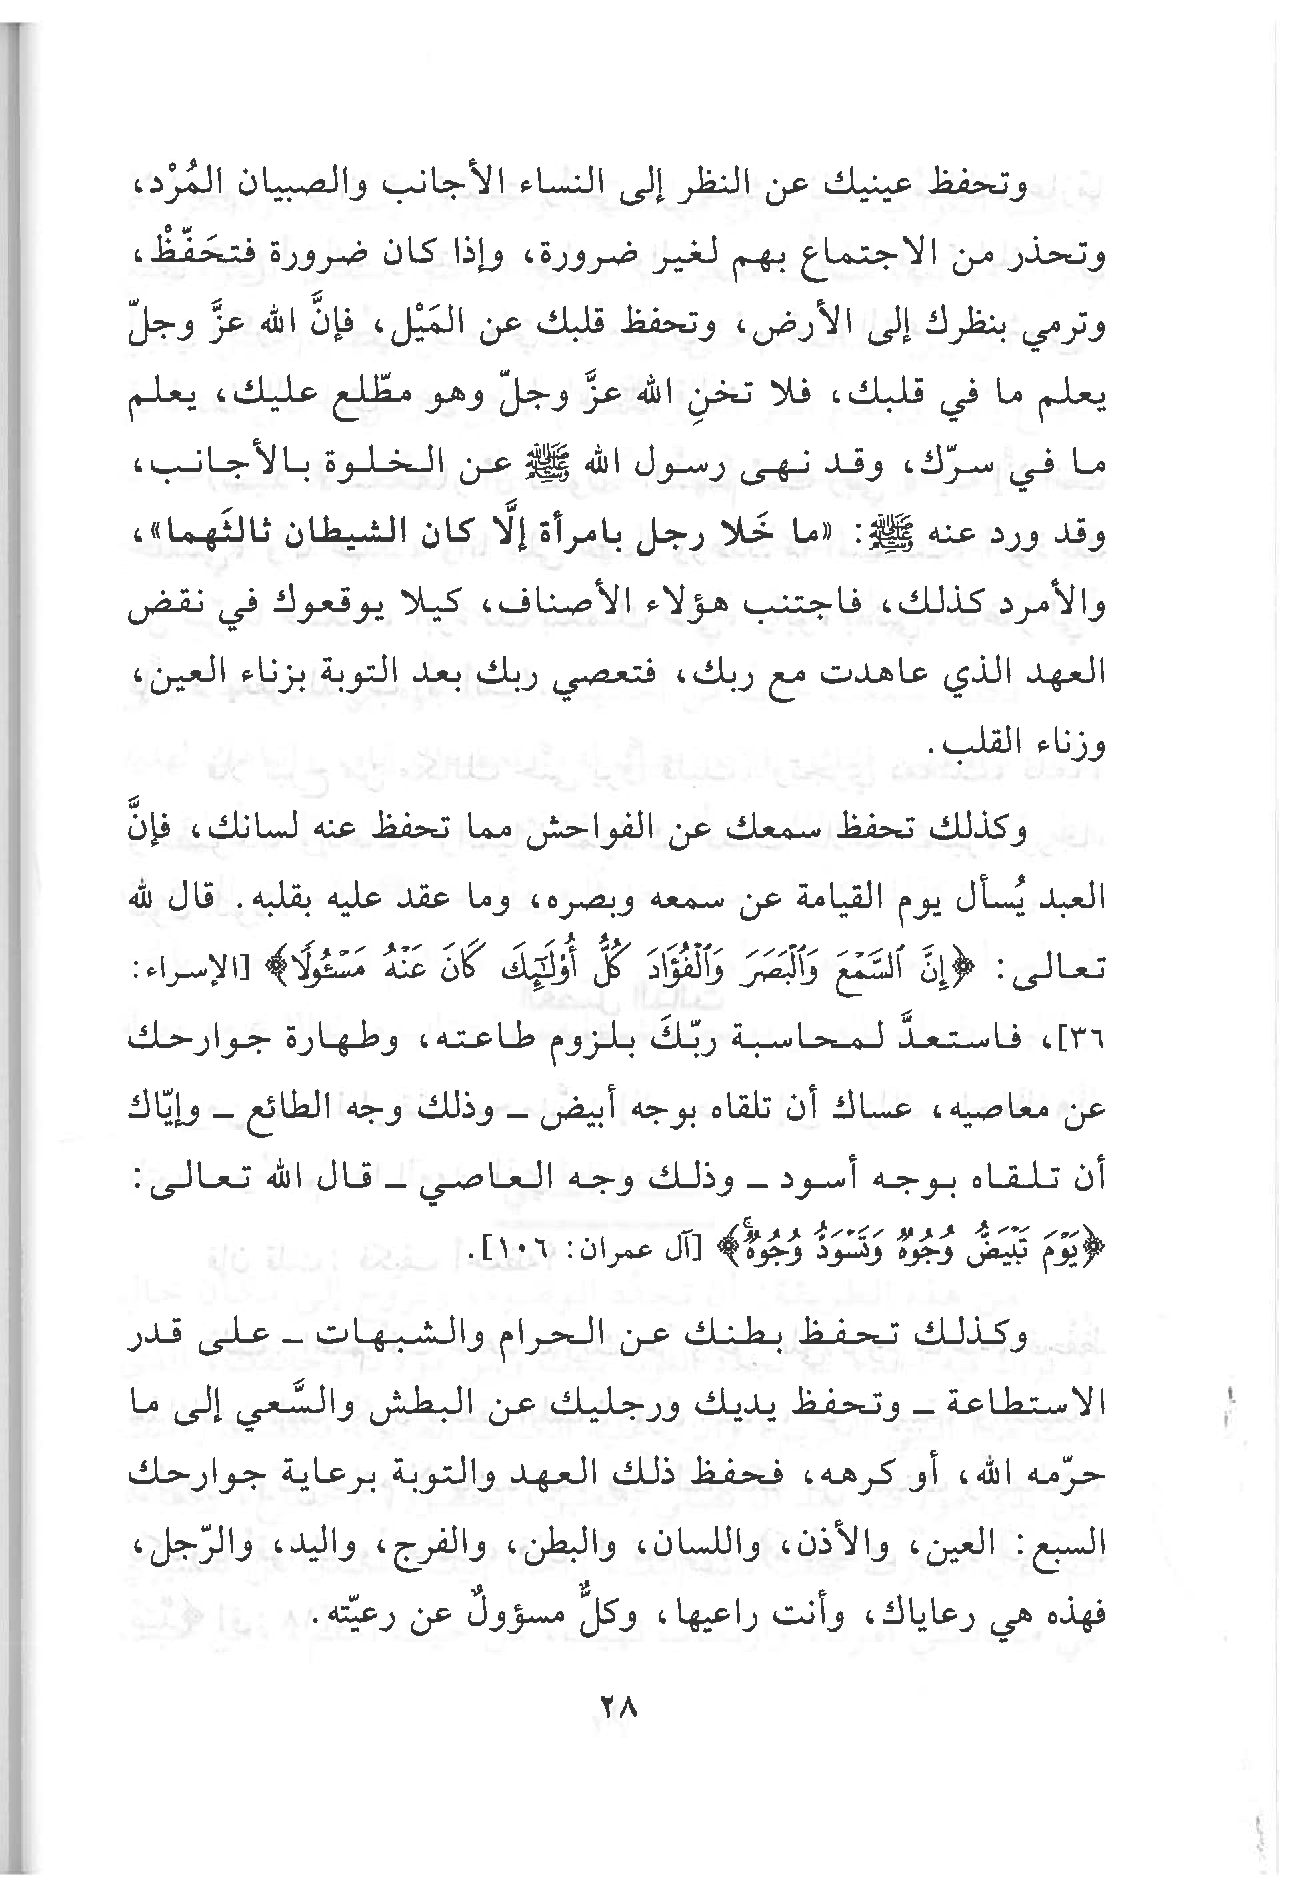 وتحفظ عينيك عن النظر إلى النساء الأجانب والصبيان المُرْد،
وتحذر من الاجتماع بهم لغير ضرورة، وإذا كان ضرورة فتحَفَّظْ،
وترمي بنظرك إلى الأرض، وتحفظ قلبك عن المَيْل، فإنَّ الله عزَّ وجلّ
يعلم ما في قلبك، فلا تخنِ الله عزَّ وجلّ وهو مطّلع عليك، يعلم
ما في سرّك، وقد نهى رسول الله ﷺ عن الخلوة بالأجانب،
وقد ورد عنه ﷺ: «ما خَلا رجل بامرأة إلَّا كان الشيطان ثالثَهما»،
والأمرد كذلك، فاجتنب هؤلاء الأصناف، كيلا يوقعوك في نقض
العهد الذي عاهدت مع ربك، فتعصي ربك بعد التوبة بزناء العين،
وزناء القلب.
وكذلك تحفظ سمعك عن الفواحش مما تحفظ عنه لسانك، فإنَّ
العبد يُسأل يوم القيامة عن سمعه وبصره، وما عقد عليه بقلبه. قال لله
تعالى: ﴿إِنَّ ٱلسَّمْعَ وَٱلْبَصَرَ وَٱلْفُؤَادَ كُلُّ أُوْلَٰٓئِكَ كَانَ عَنْهُ مَسْـُٔولًا﴾ [الإسراء:
٣٦]، فاستعدَّ لمحاسبة ربّكَ بلزوم طاعته، وطهارة جوارحك
عن معاصيه، عساك أن تلقاه بوجه أبيض ـ وذلك وجه الطائع ـ وإيّاك
أن تلقاه بوجه أسود ـ وذلك وجه العاصي ـ قال الله تعالى:
﴿يَوْمَ تَبْيَضُّ وُجُوهٌ وَتَسْوَدُّ وُجُوهٌۚ﴾ [آل عمران: ١٠٦].
وكذلك تحفظ بطنك عن الحرام والشبهات ـ على قدر
الاستطاعة ـ وتحفظ يديك ورجليك عن البطش والسَّعي إلى ما
حرّمه الله، أو كرهه، فحفظ ذلك العهد والتوبة برعاية جوارحك
السبع: العين، والأذن، واللسان، والبطن، والفرج، واليد، والرّجل،
فهذه هي رعاياك، وأنت راعيها، وكلٌّ مسؤولٌ عن رعيّته.
٢٨